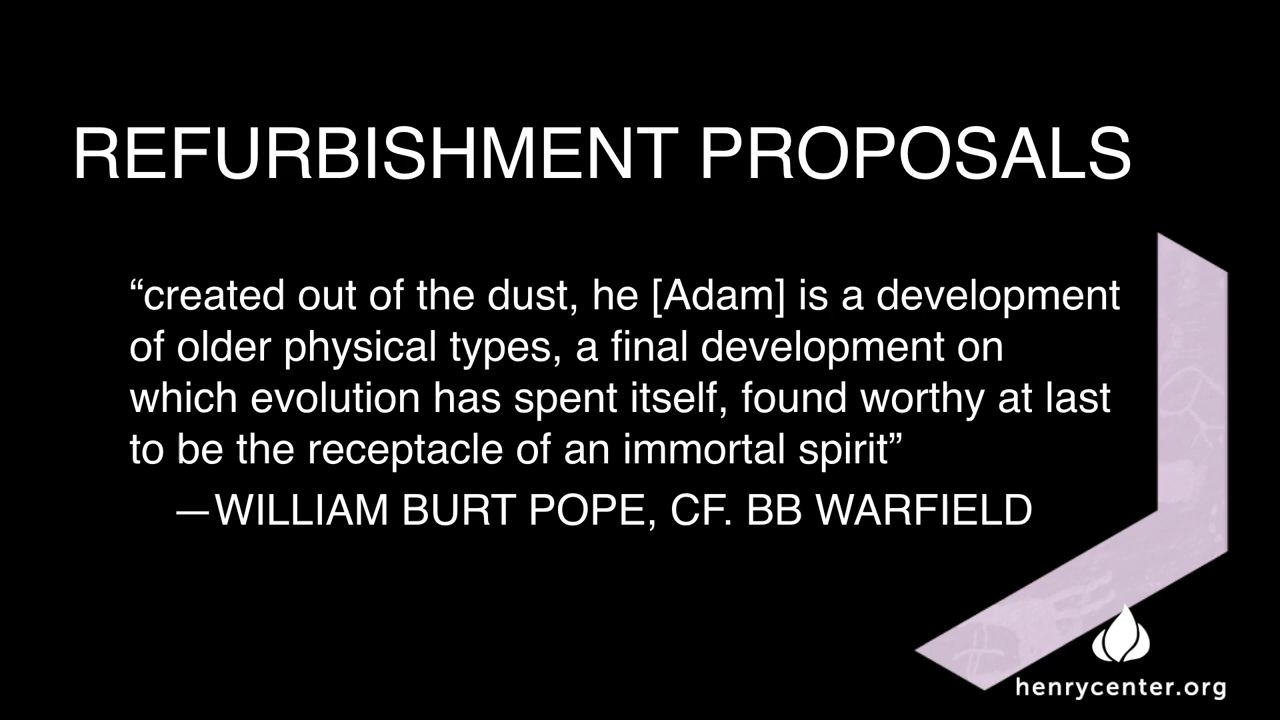 REFURBISHMENT PROPOSALS
“created out of the dust, he [Adam] is a development
of older physical types, a final development on
which evolution has spent itself, found worthy at last
to be the receptacle of an immortal spirit”
—WILLIAM BURT POPE, CF. BB WARFIELD
henrycenter.org